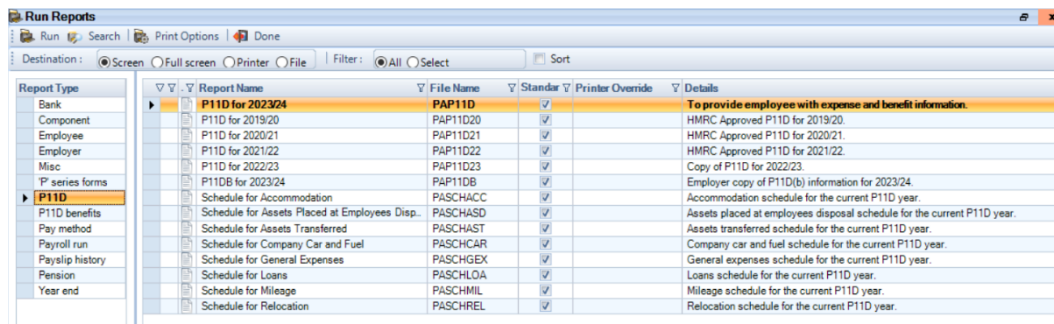 Run Reports
Run Search Print Options Done
Destination : Screen Full screen Printer File Filter : All Select Sort
Report Type
Bank
Component
Employee
Employer
Misc
'P' series forms
P11D
P11D benefits
Pay method
Payroll run
Payslip history
Pension
Year end
Report Name File Name Standar Printer Override Details
P11D for 2023/24 PAP11D To provide employee with expense and benefit information.
P11D for 2019/20 PAP11D20 HMRC Approved P11D for 2019/20.
P11D for 2020/21 PAP11D21 HMRC Approved P11D for 2020/21.
P11D for 2021/22 PAP11D22 HMRC Approved P11D for 2021/22.
P11D for 2022/23 PAP11D23 Copy of P11D for 2022/23.
P11DB for 2023/24 PAP11DB Employer copy of P11D(b) information for 2023/24.
Schedule for Accommodation PASCHACC Accommodation schedule for the current P11D year.
Schedule for Assets Placed at Employees Disp.. PASCHASD Assets placed at employees disposal schedule for the current P11D year.
Schedule for Assets Transferred PASCHAST Assets transferred schedule for the current P11D year.
Schedule for Company Car and Fuel PASCHCAR Company car and fuel schedule for the current P11D year.
Schedule for General Expenses PASCHGEX General expenses schedule for the current P11D year.
Schedule for Loans PASCHLOA Loans schedule for the current P11D year.
Schedule for Mileage PASCHMIL Mileage schedule for the current P11D year.
Schedule for Relocation PASCHREL Relocation schedule for the current P11D year.